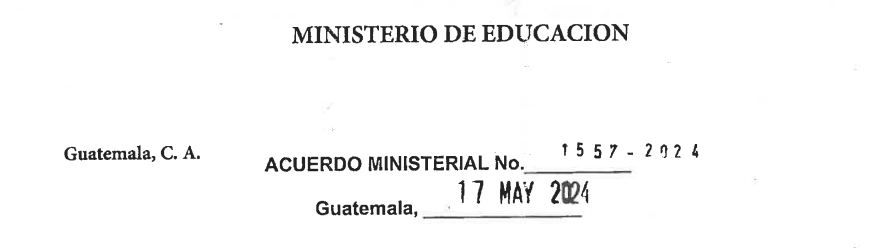 MINISTERIO DE EDUCACION
Guatemala, C. A.
ACUERDO MINISTERIAL No. 1557-2024
Guatemala, 17 MAY 2024